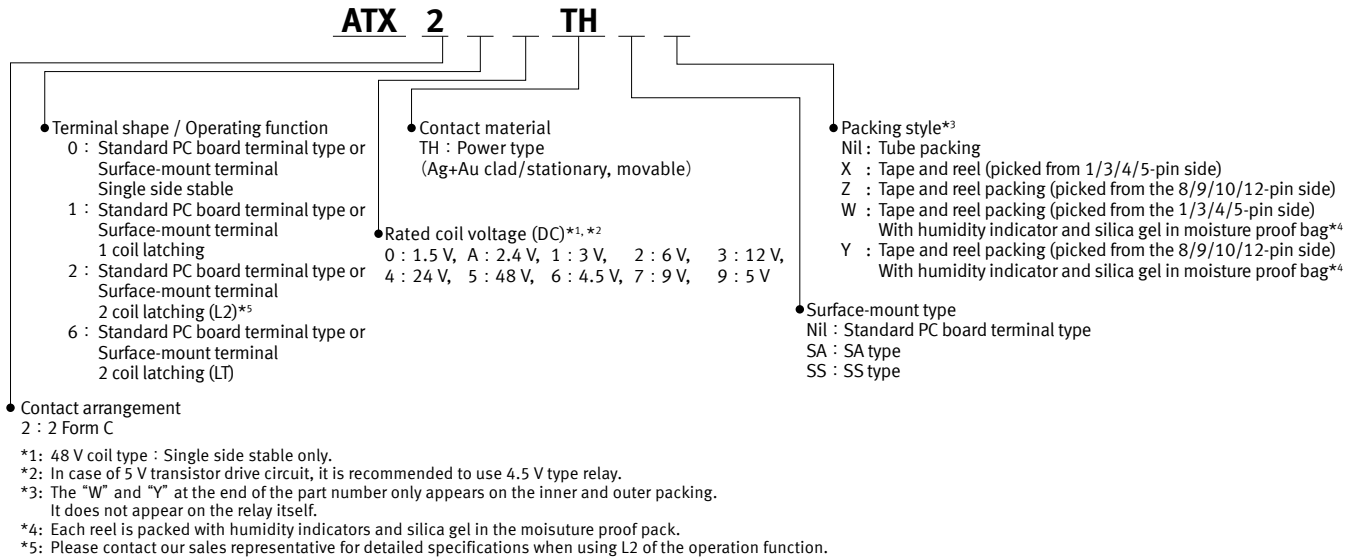 ATX 2 TH
Terminal shape / Operating function
0 : Standard PC board terminal type or
Surface-mount terminal
Single side stable
1 : Standard PC board terminal type or
Surface-mount terminal
1 coil latching
2 : Standard PC board terminal type or
Surface-mount terminal
2 coil latching (L2)*5
6 : Standard PC board terminal type or
Surface-mount terminal
2 coil latching (LT)
Contact material
TH : Power type
(Ag+Au clad/stationary, movable)
Rated coil voltage (DC)*1, *2
0 : 1.5 V, A : 2.4 V, 1 : 3 V, 2 : 6 V, 3 : 12 V,
4 : 24 V, 5 : 48 V, 6 : 4.5 V, 7 : 9 V, 9 : 5 V
Packing style*3
Nil : Tube packing
X : Tape and reel (picked from 1/3/4/5-pin side)
Z : Tape and reel packing (picked from the 8/9/10/12-pin side)
W : Tape and reel packing (picked from the 1/3/4/5-pin side)
With humidity indicator and silica gel in moisture proof bag*4
Y : Tape and reel packing (picked from the 8/9/10/12-pin side)
With humidity indicator and silica gel in moisture proof bag*4
Surface-mount type
Nil : Standard PC board terminal type
SA : SA type
SS : SS type
Contact arrangement
2 : 2 Form C
*1: 48 V coil type : Single side stable only.
*2: In case of 5 V transistor drive circuit, it is recommended to use 4.5 V type relay.
*3: The “W” and “Y” at the end of the part number only appears on the inner and outer packing.
It does not appear on the relay itself.
*4: Each reel is packed with humidity indicators and silica gel in the moisuture proof pack.
*5: Please contact our sales representative for detailed specifications when using L2 of the operation function.